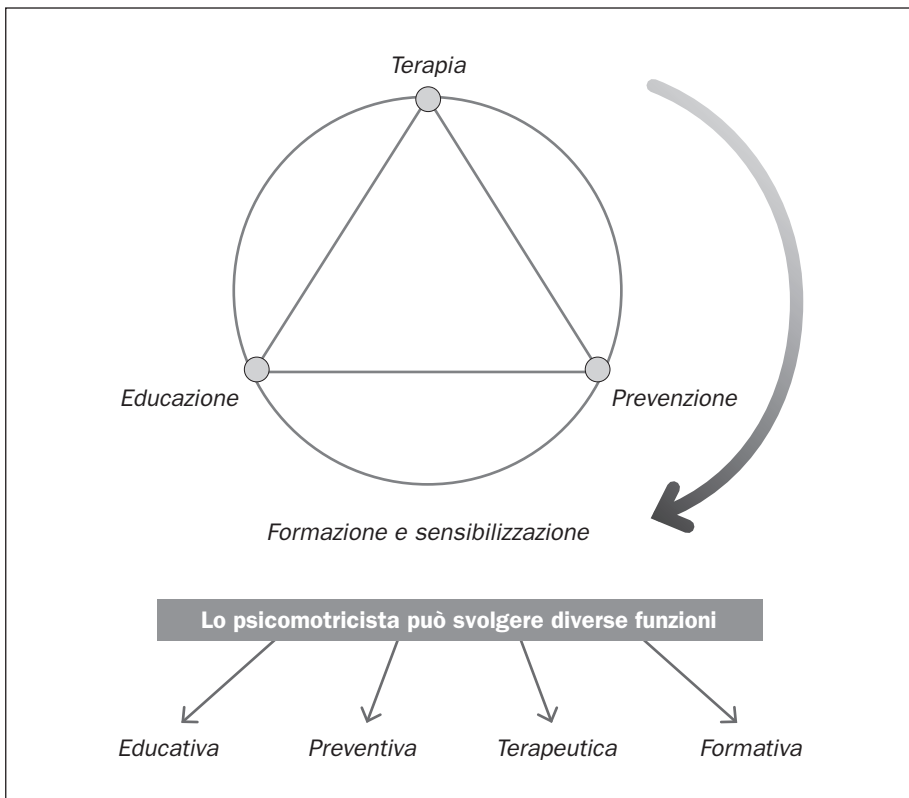 Terapia
Educazione
Prevenzione
Formazione e sensibilizzazione
Lo psicomotricista può svolgere diverse funzioni
Educativa
Preventiva
Terapeutica
Formativa